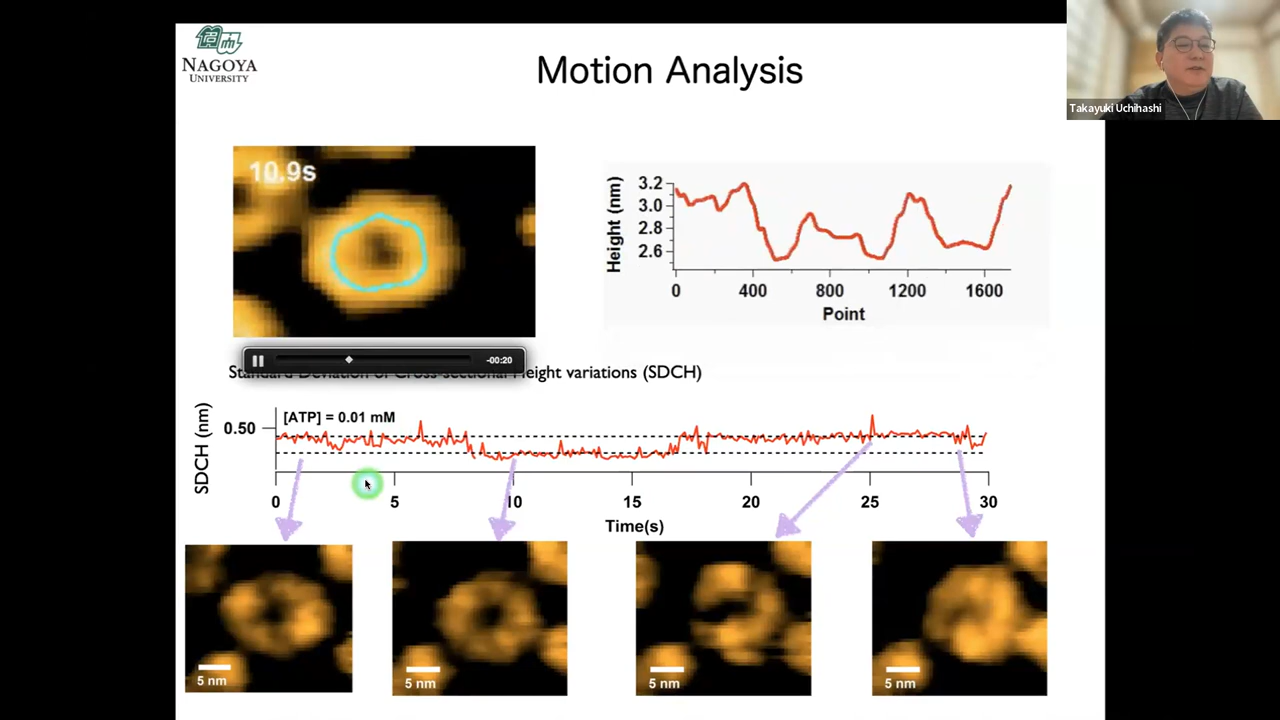 NAGOYA
UNIVERSITY
Motion Analysis
Takayuki Uchihashi
10.9s
-00:20
Height (nm)
3.2
3.0
2.8
2.6
0 400 800 1200 1600
Point
Standard Deviation of Cross-sectional Height variations (SDCH)
SDCH (nm)
0.50
[ATP] = 0.01 mM
0 5 10 15 20 25 30
Time(s)
5 nm
5 nm
5 nm
5 nm